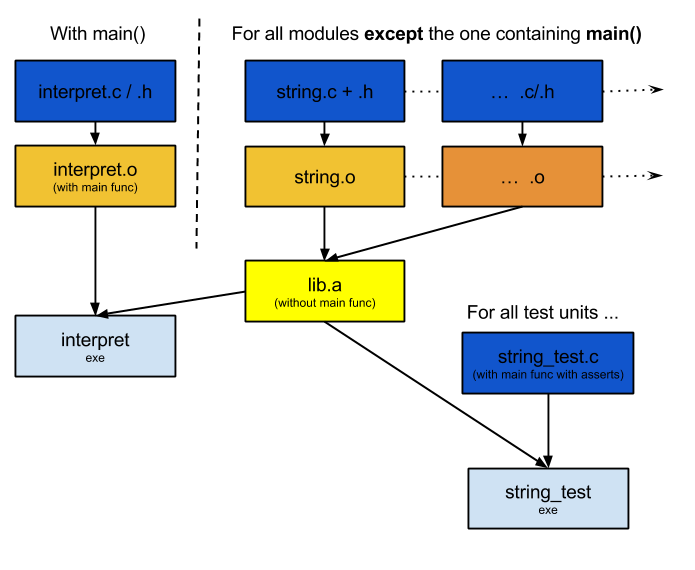 With main()
For all modules except the one containing main()
interpret.c / .h
string.c + .h
... .c/.h
interpret.o
(with main func)
string.o
... .o
lib.a
(without main func)
For all test units ...
interpret
exe
string_test.c
(with main func with asserts)
string_test
exe